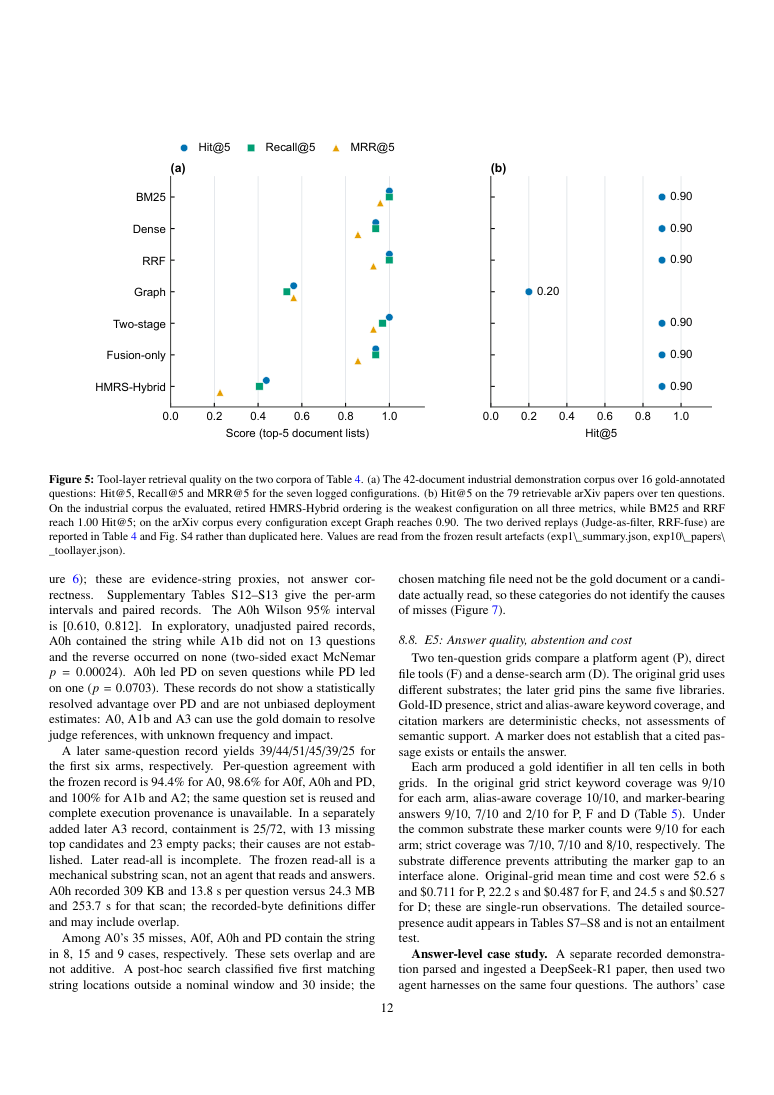 Hit@5 Recall@5 MRR@5
(a)
BM25
Dense
RRF
Graph
Two-stage
Fusion-only
HMRS-Hybrid
0.0 0.2 0.4 0.6 0.8 1.0
Score (top-5 document lists)
(b)
0.90
0.90
0.90
0.20
0.90
0.90
0.90
0.0 0.2 0.4 0.6 0.8 1.0
Hit@5
Figure 5: Tool-layer retrieval quality on the two corpora of Table 4. (a) The 42-document industrial demonstration corpus over 16 gold-annotated
questions: Hit@5, Recall@5 and MRR@5 for the seven logged configurations. (b) Hit@5 on the 79 retrievable arXiv papers over ten questions.
On the industrial corpus the evaluated, retired HMRS-Hybrid ordering is the weakest configuration on all three metrics, while BM25 and RRF
reach 1.00 Hit@5; on the arXiv corpus every configuration except Graph reaches 0.90. The two derived replays (Judge-as-filter, RRF-fuse) are
reported in Table 4 and Fig. S4 rather than duplicated here. Values are read from the frozen result artefacts (exp1\_summary.json, exp10\_papers\
_toollayer.json).
ure 6); these are evidence-string proxies, not answer cor-
rectness. Supplementary Tables S12–S13 give the per-arm
intervals and paired records. The A0h Wilson 95% interval
is [0.610, 0.812]. In exploratory, unadjusted paired records,
A0h contained the string while A1b did not on 13 questions
and the reverse occurred on none (two-sided exact McNemar
p = 0.00024). A0h led PD on seven questions while PD led
on one (p = 0.0703). These records do not show a statistically
resolved advantage over PD and are not unbiased deployment
estimates: A0, A1b and A3 can use the gold domain to resolve
judge references, with unknown frequency and impact.
A later same-question record yields 39/44/51/45/39/25 for
the first six arms, respectively. Per-question agreement with
the frozen record is 94.4% for A0, 98.6% for A0f, A0h and PD,
and 100% for A1b and A2; the same question set is reused and
complete execution provenance is unavailable. In a separately
added later A3 record, containment is 25/72, with 13 missing
top candidates and 23 empty packs; their causes are not estab-
lished. Later read-all is incomplete. The frozen read-all is a
mechanical substring scan, not an agent that reads and answers.
A0h recorded 309 KB and 13.8 s per question versus 24.3 MB
and 253.7 s for that scan; the recorded-byte definitions differ
and may include overlap.
Among A0's 35 misses, A0f, A0h and PD contain the string
in 8, 15 and 9 cases, respectively. These sets overlap and are
not additive. A post-hoc search classified five first matching
string locations outside a nominal window and 30 inside; the
chosen matching file need not be the gold document or a candi-
date actually read, so these categories do not identify the causes
of misses (Figure 7).
8.8. E5: Answer quality, abstention and cost
Two ten-question grids compare a platform agent (P), direct
file tools (F) and a dense-search arm (D). The original grid uses
different substrates; the later grid pins the same five libraries.
Gold-ID presence, strict and alias-aware keyword coverage, and
citation markers are deterministic checks, not assessments of
semantic support. A marker does not establish that a cited pas-
sage exists or entails the answer.
Each arm produced a gold identifier in all ten cells in both
grids. In the original grid strict keyword coverage was 9/10
for each arm, alias-aware coverage 10/10, and marker-bearing
answers 9/10, 7/10 and 2/10 for P, F and D (Table 5). Under
the common substrate these marker counts were 9/10 for each
arm; strict coverage was 7/10, 7/10 and 8/10, respectively. The
substrate difference prevents attributing the marker gap to an
interface alone. Original-grid mean time and cost were 52.6 s
and $0.711 for P, 22.2 s and $0.487 for F, and 24.5 s and $0.527
for D; these are single-run observations. The detailed source-
presence audit appears in Tables S7–S8 and is not an entailment
test.
Answer-level case study. A separate recorded demonstra-
tion parsed and ingested a DeepSeek-R1 paper, then used two
agent harnesses on the same four questions. The authors' case
12